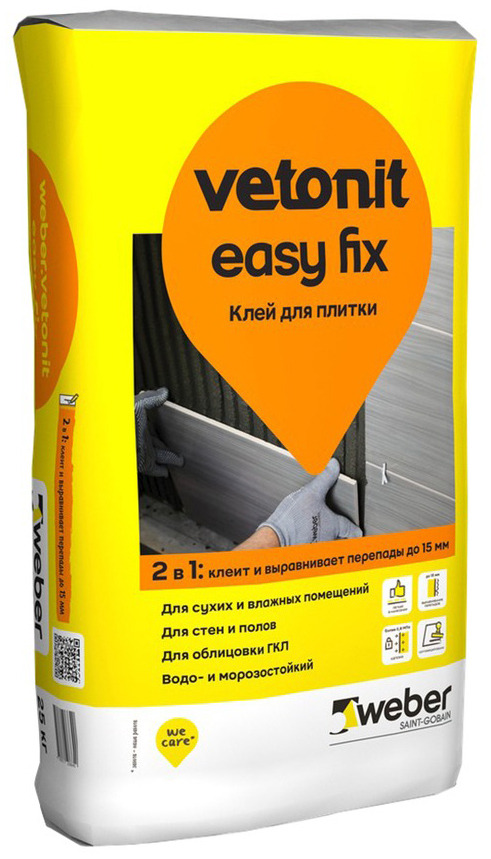 vetonit
easy fix
Клей для плитки
weber
2 в 1: клеит и выравнивает перепады до 15 мм
Для сухих и влажных помещений
Для стен и полов
Для облицовки ГКЛ
Водо- и морозостойкий
we
care*
weber
SAINT-GOBAIN
weber.vetonit
2 в 1: клеит и выравнивает перепады до 15 мм
weber
25 кг